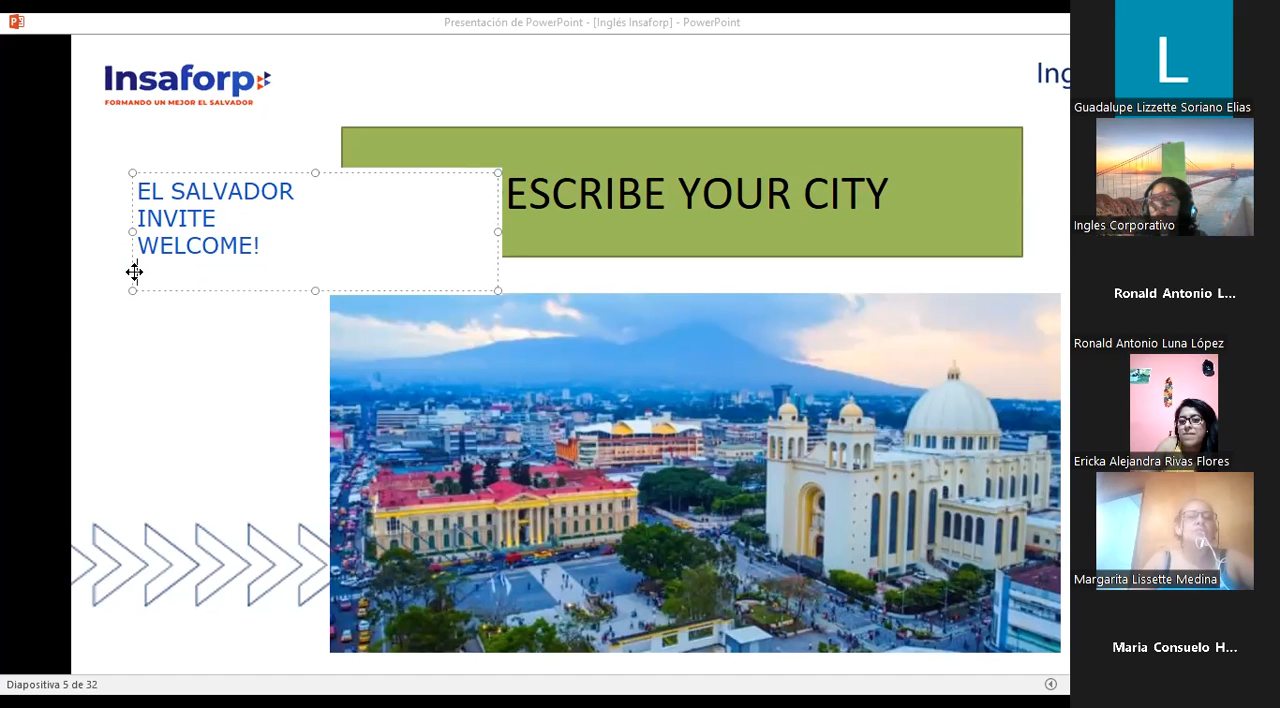 Presentación de PowerPoint - [Inglés Insaforp] - PowerPoint
Insaforp
FORMANDO UN MEJOR EL SALVADOR
Ing
ESCRIBE YOUR CITY
EL SALVADOR
INVITE
WELCOME!
Diapositiva 5 de 32
L
Guadalupe Lizzette Soriano Elias
Ingles Corporativo
Ronald Antonio L...
Ronald Antonio Luna López
Ericka Alejandra Rivas Flores
Margarita Lissette Medina
Maria Consuelo H...